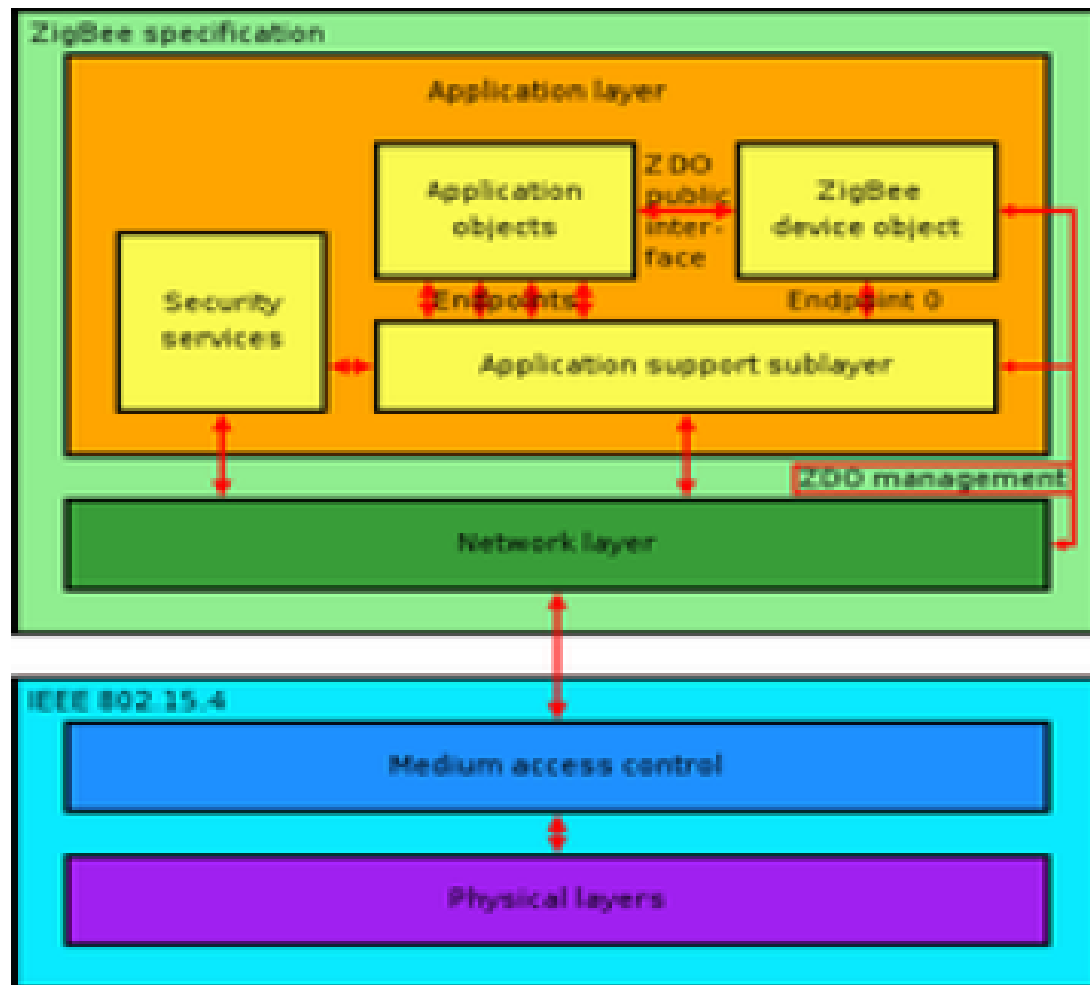 ZigBee specification
Application layer
Application
objects
ZDO
public
inter-
face
ZigBee
device object
Security
services
Endpoints
Endpoint 0
Application support sublayer
ZDO management
Network layer
IEEE 802.15.4
Medium access control
Physical layers